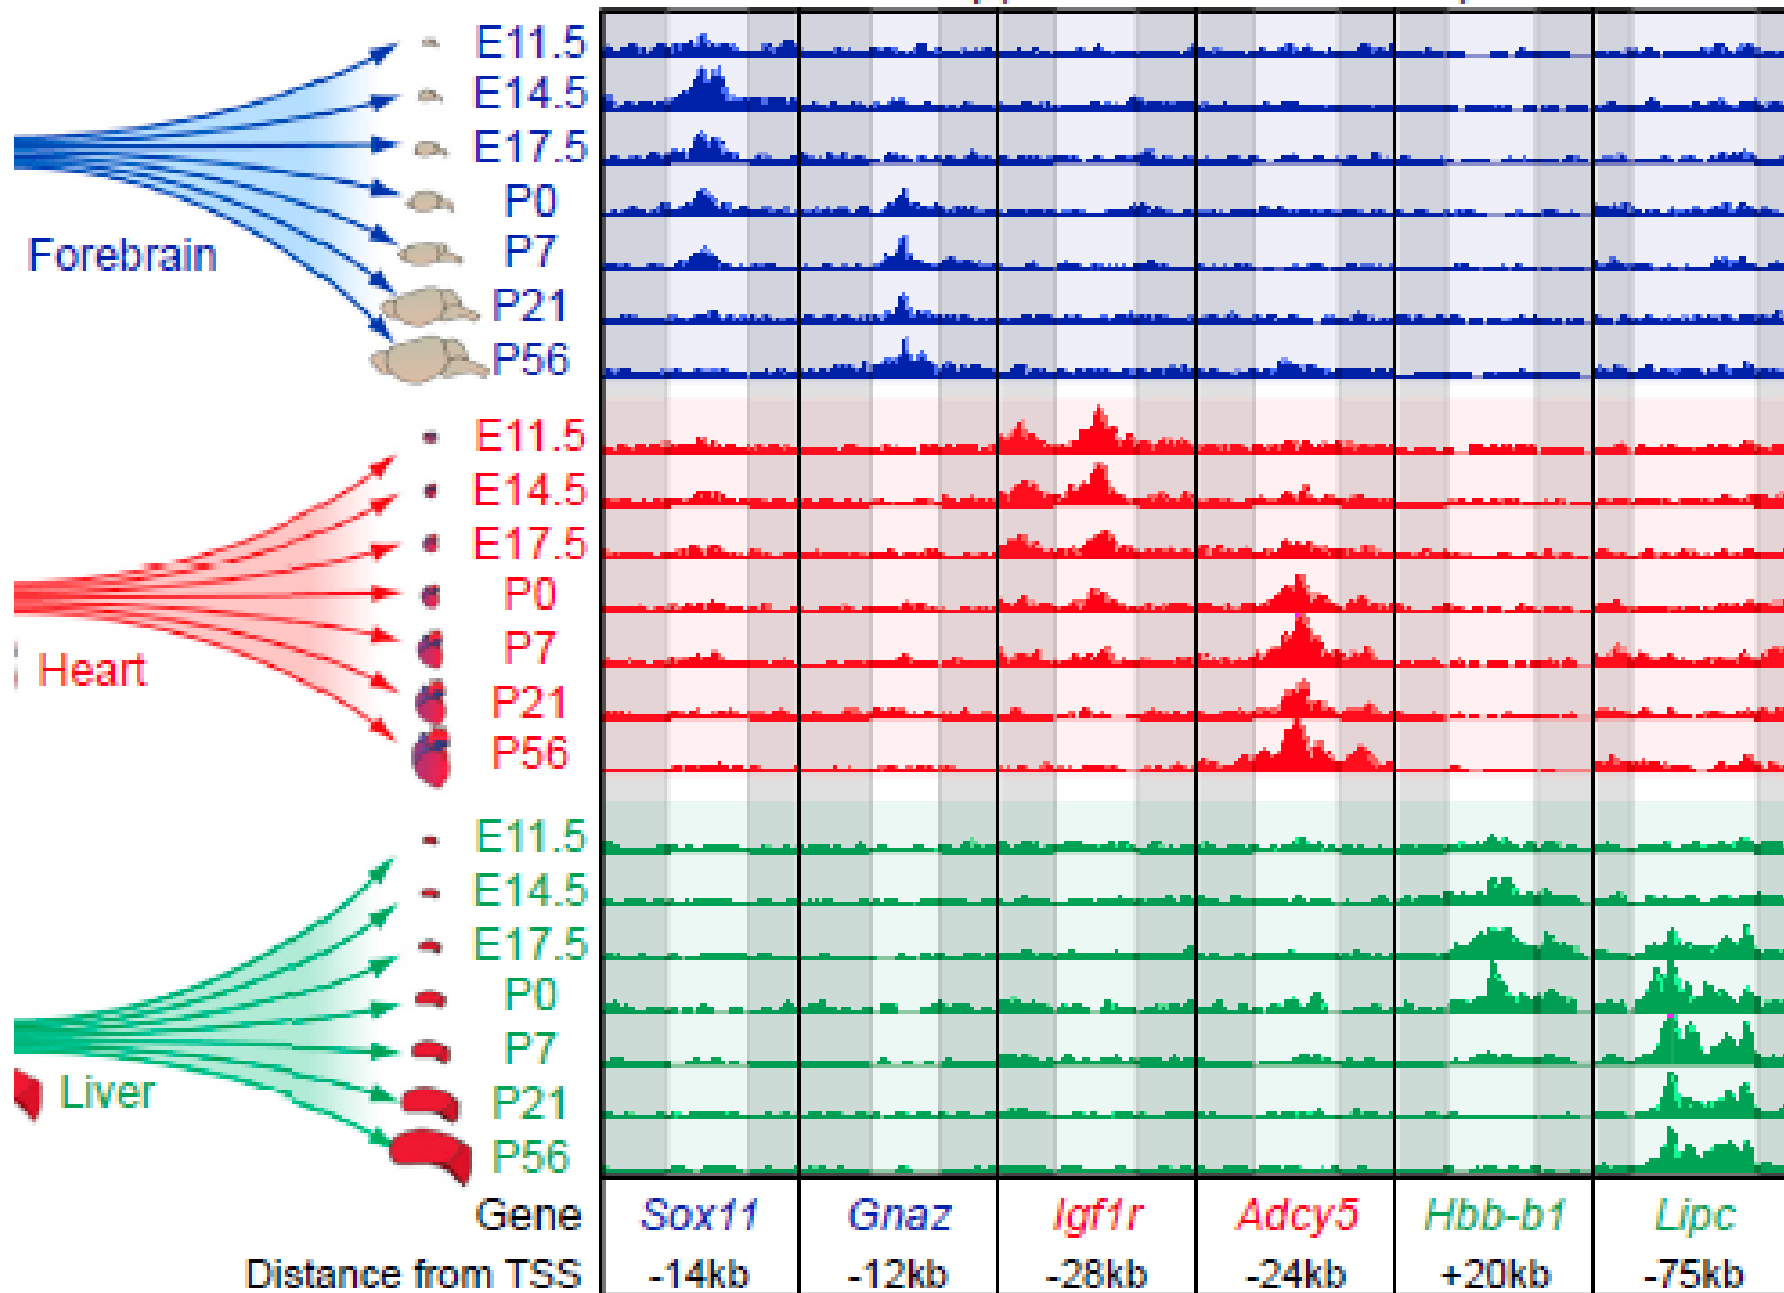 E11.5
E14.5
E17.5
P0
P7
P21
P56
Forebrain
E11.5
E14.5
E17.5
P0
P7
P21
P56
Heart
E11.5
E14.5
E17.5
P0
P7
P21
P56
Liver
Gene Sox11 Gnaz Igf1r Adcy5 Hbb-b1 Lipc
Distance from TSS -14kb -12kb -28kb -24kb +20kb -75kb